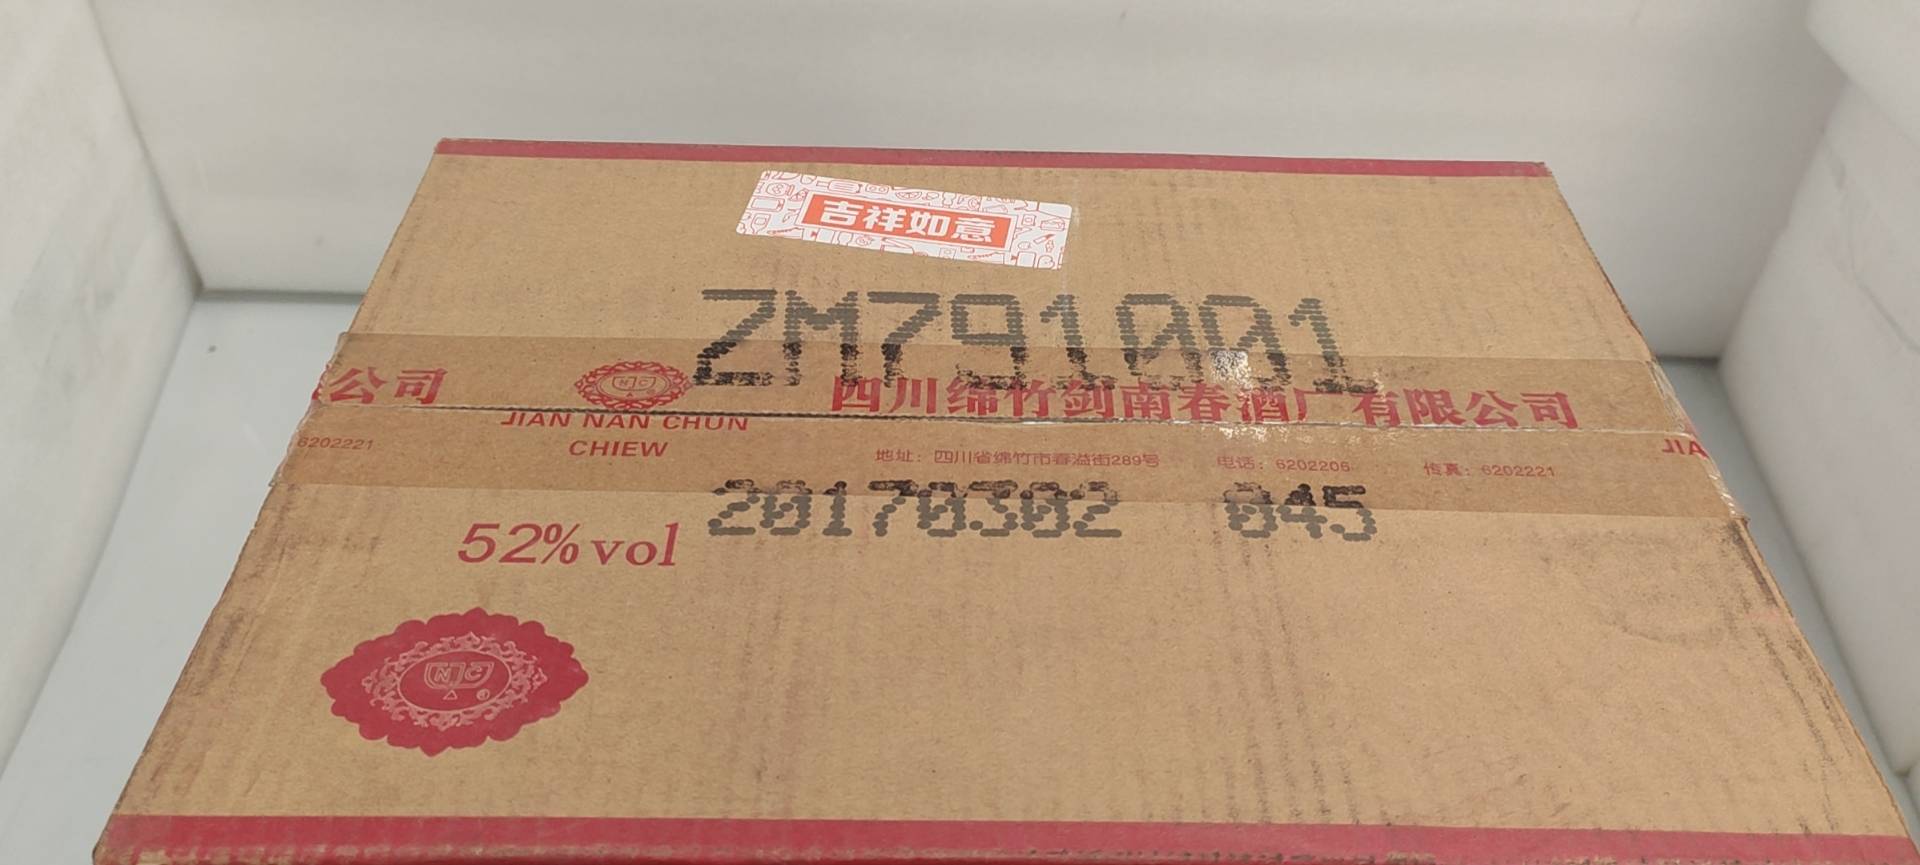 吉祥如意
ZM791001
公司
NC
四川绵竹剑南春酒厂有限公司
JIAN NAN CHUN
CHIEW
JIA
6202221
地址：四川省绵竹市春溢街289号 电话：6202206 传真：6202221
20170302 045
52%vol
NC
®